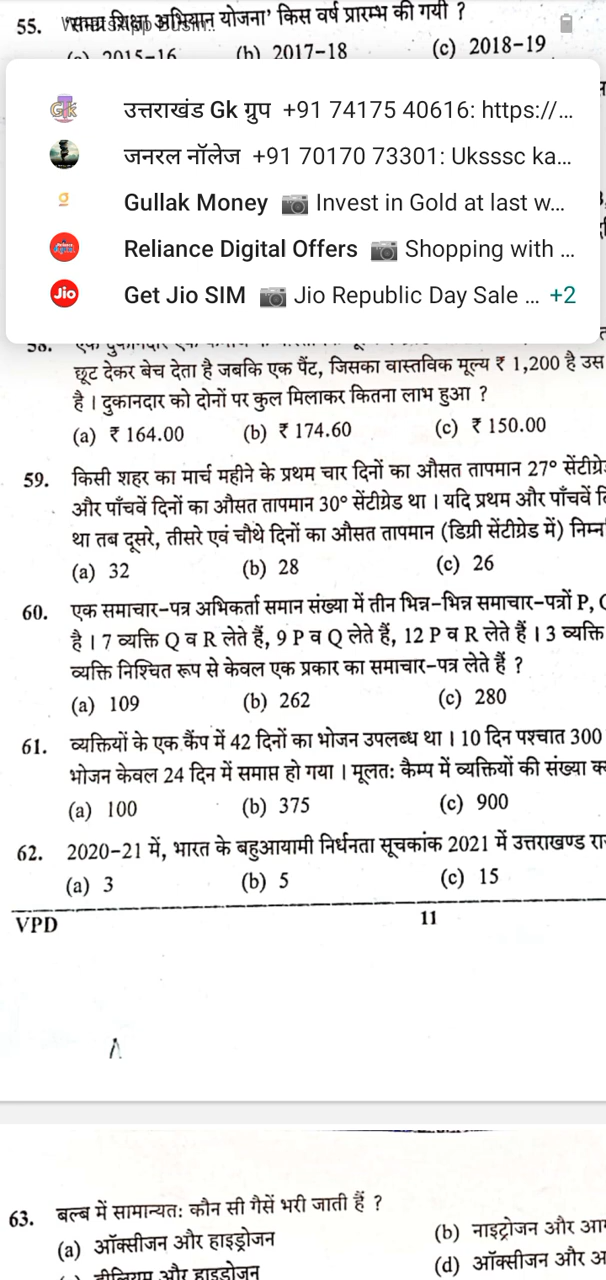 55. 'समग्र शिक्षा अभियान योजना' किस वर्ष प्रारम्भ की गयी ?
(a) 2015-16 (b) 2017-18 (c) 2018-19
उत्तराखंड Gk ग्रुप +91 74175 40616: https://...
जनरल नॉलेज +91 70170 73301: Uksssc ka...
Gullak Money 📷 Invest in Gold at last w...
Reliance Digital Offers 📷 Shopping with ...
Jio Get Jio SIM 📷 Jio Republic Day Sale ... +2
58.
छूट देकर बेच देता है जबकि एक पैंट, जिसका वास्तविक मूल्य ₹ 1,200 है उस
है । दुकानदार को दोनों पर कुल मिलाकर कितना लाभ हुआ ?
(a) ₹ 164.00 (b) ₹ 174.60 (c) ₹ 150.00
59. किसी शहर का मार्च महीने के प्रथम चार दिनों का औसत तापमान 27° सेंटीग्रे
और पाँचवें दिनों का औसत तापमान 30° सेंटीग्रेड था । यदि प्रथम और पाँचवें दि
था तब दूसरे, तीसरे एवं चौथे दिनों का औसत तापमान (डिग्री सेंटीग्रेड में) निम्न
(a) 32 (b) 28 (c) 26
60. एक समाचार-पत्र अभिकर्ता समान संख्या में तीन भिन्न-भिन्न समाचार-पत्रों P,
है । 7 व्यक्ति Q व R लेते हैं, 9 P व Q लेते हैं, 12 P व R लेते हैं । 3 व्यक्ति
व्यक्ति निश्चित रूप से केवल एक प्रकार का समाचार-पत्र लेते हैं ?
(a) 109 (b) 262 (c) 280
61. व्यक्तियों के एक कैंप में 42 दिनों का भोजन उपलब्ध था । 10 दिन पश्चात 300
भोजन केवल 24 दिन में समाप्त हो गया । मूलत: कैम्प में व्यक्तियों की संख्या क्
(a) 100 (b) 375 (c) 900
62. 2020-21 में, भारत के बहुआयामी निर्धनता सूचकांक 2021 में उत्तराखण्ड रा
(a) 3 (b) 5 (c) 15
VPD 11
63. बल्ब में सामान्यत: कौन सी गैसें भरी जाती हैं ?
(a) ऑक्सीजन और हाइड्रोजन (b) नाइट्रोजन और आ
हीलियम और हाइड्रोजन (d) ऑक्सीजन और अ